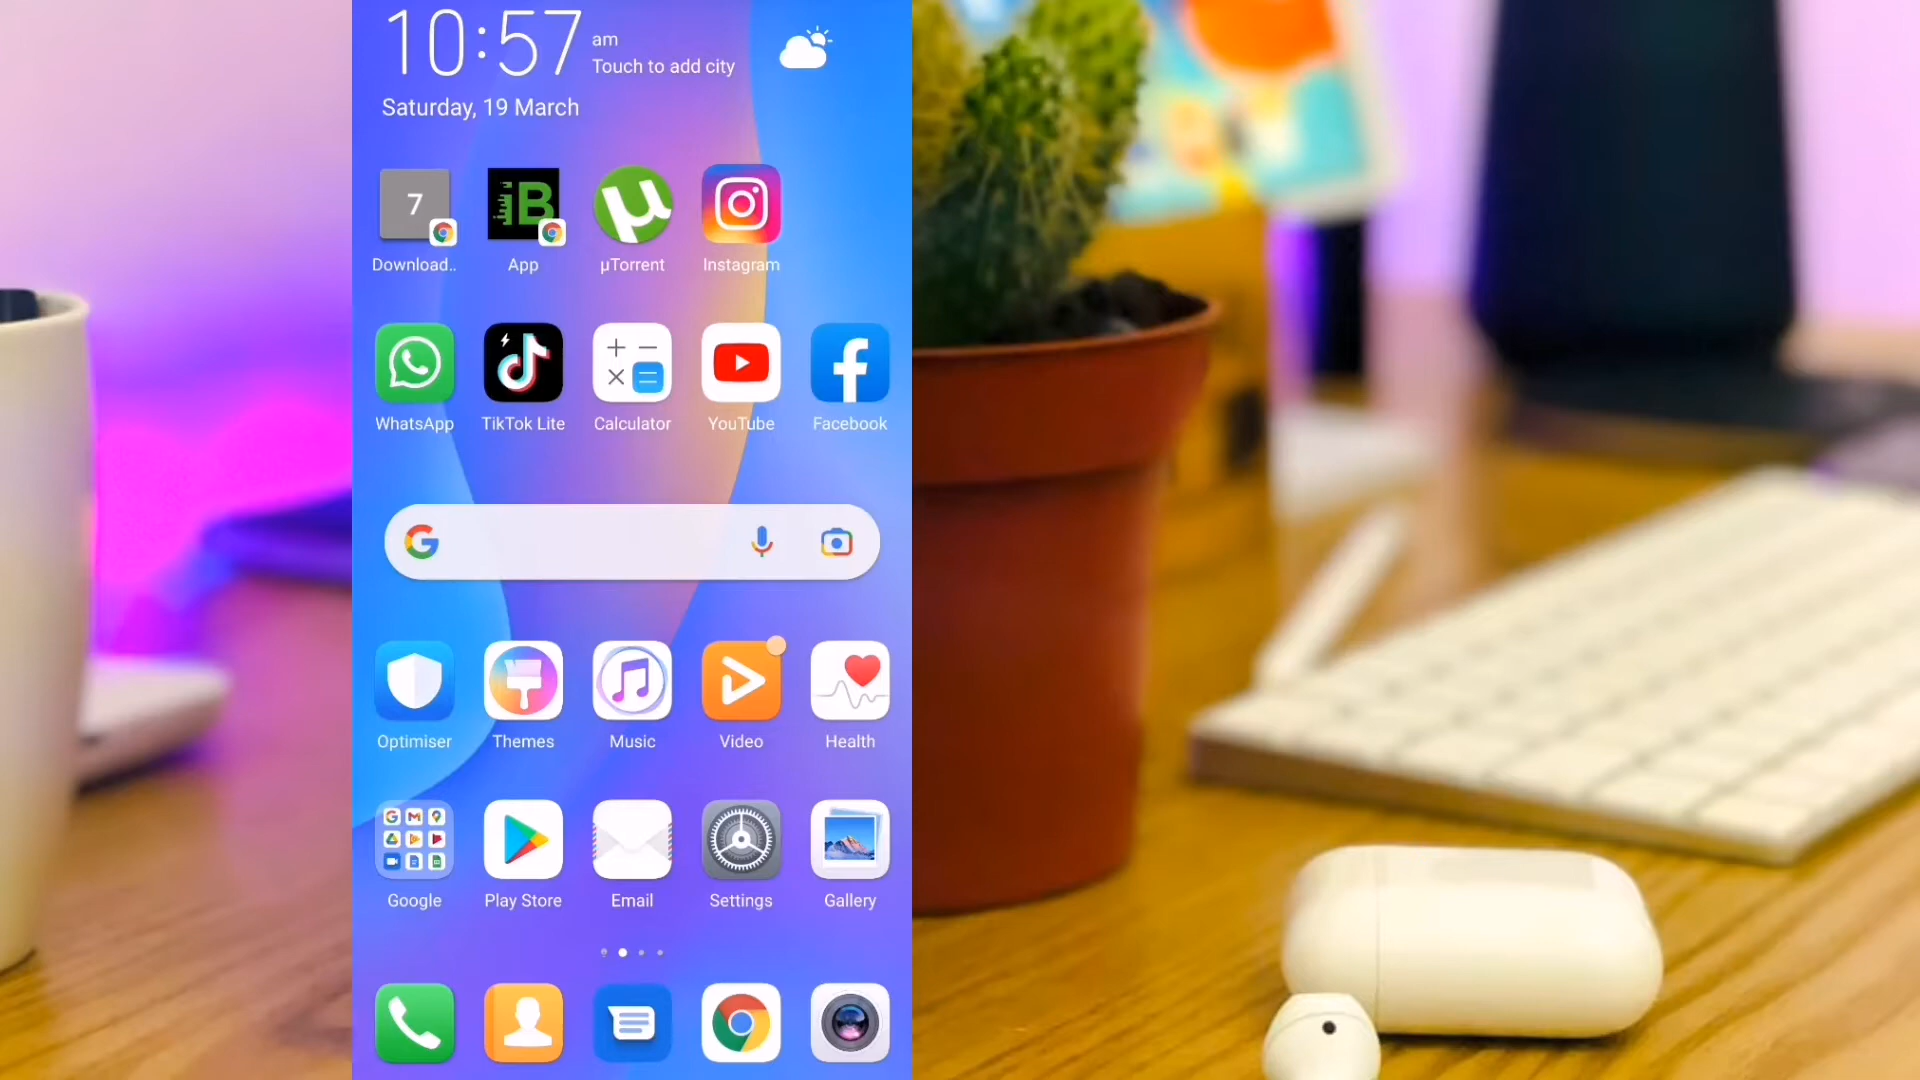 10:57
am
Touch to add city
Saturday, 19 March
7
iB
Download..
App
µTorrent
Instagram
WhatsApp
TikTok Lite
Calculator
YouTube
Facebook
Optimiser
Themes
Music
Video
Health
Google
Play Store
Email
Settings
Gallery